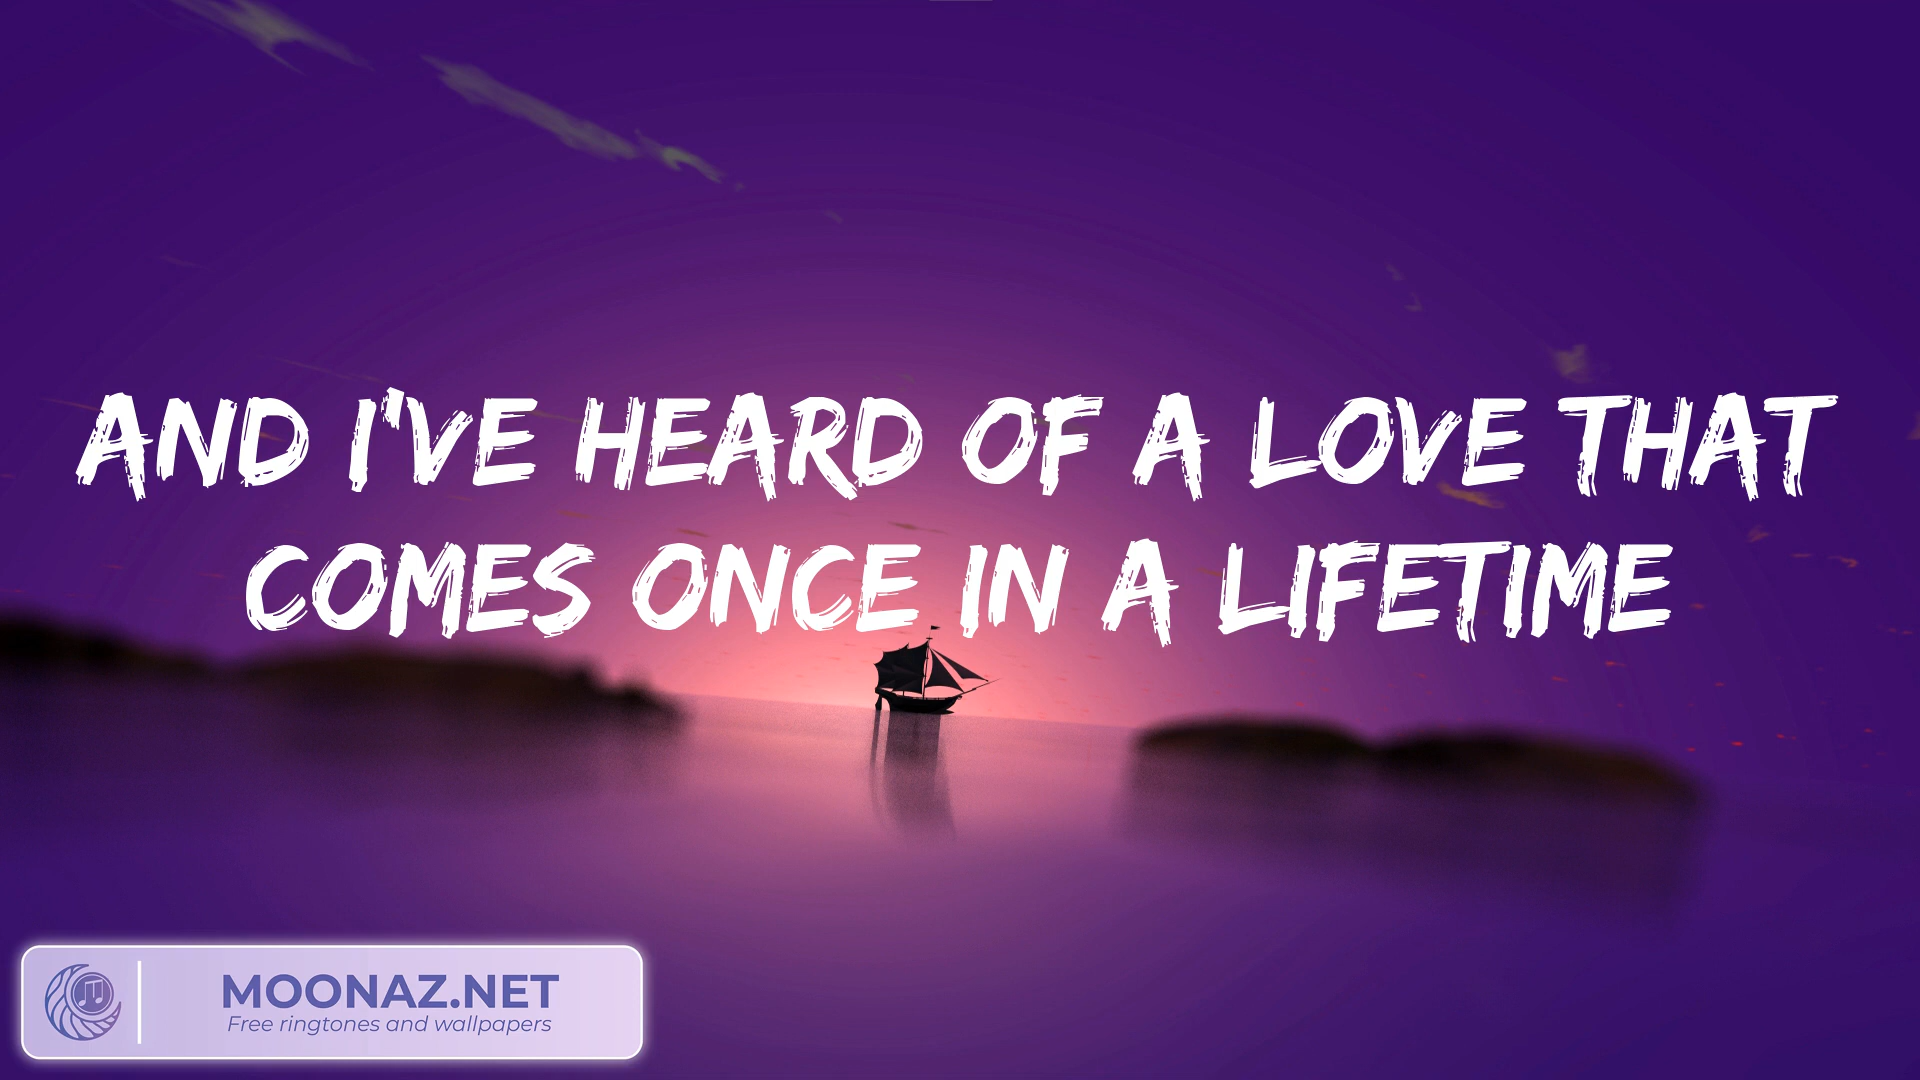 AND I'VE HEARD OF A LOVE THAT
COMES ONCE IN A LIFETIME
MOONAZ.NET
Free ringtones and wallpapers